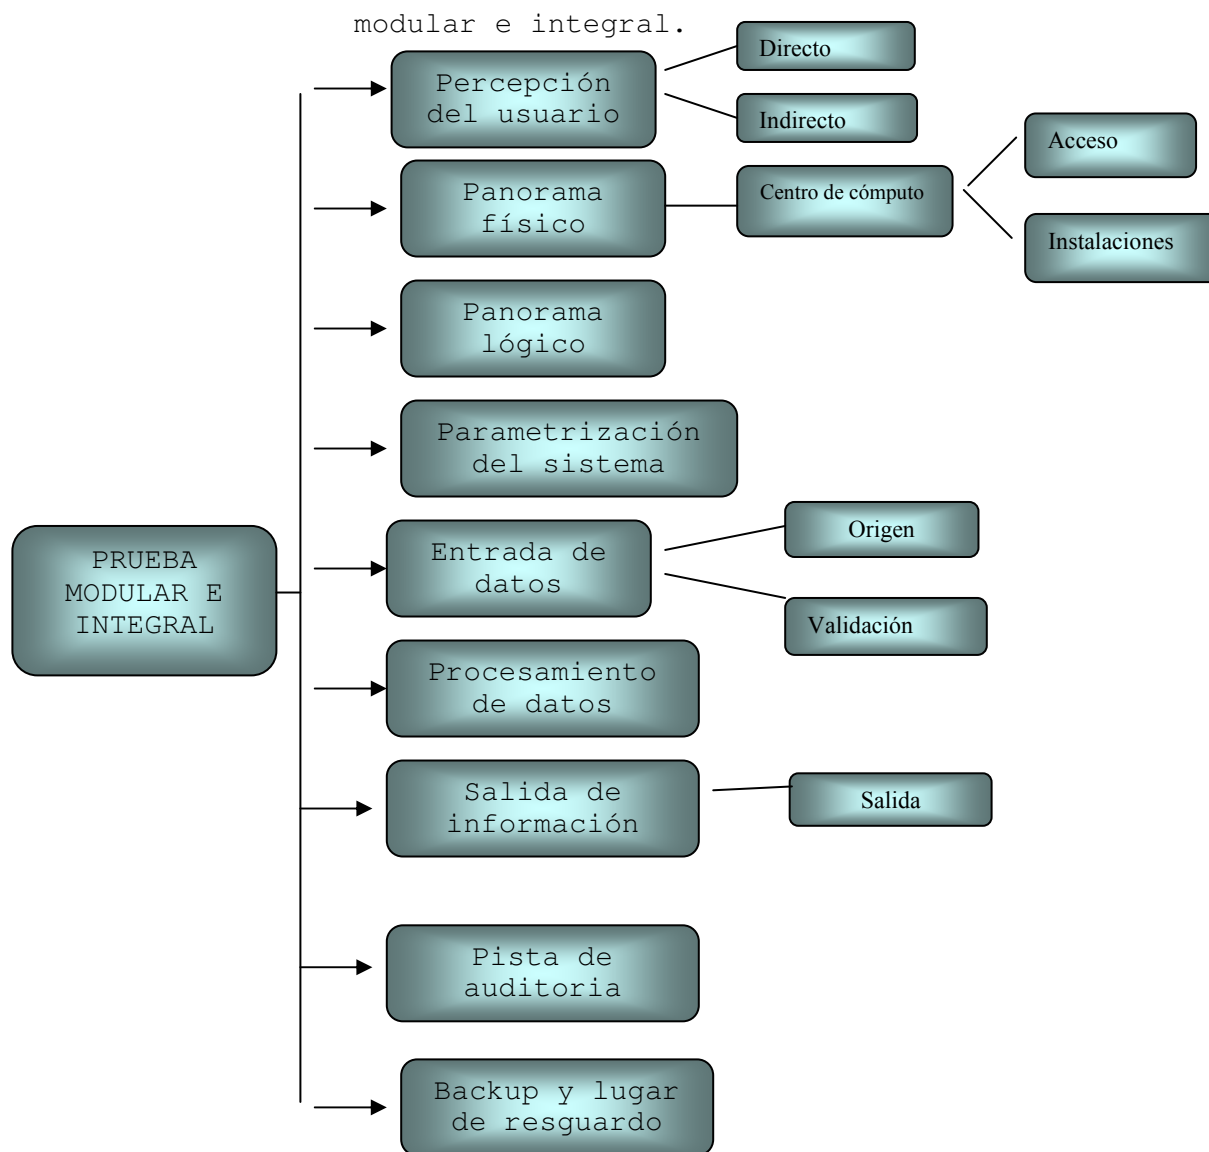 modular e integral.
Percepción
del usuario
Directo
Indirecto
Panorama
físico
Centro de cómputo
Acceso
Instalaciones
Panorama
lógico
Parametrización
del sistema
PRUEBA
MODULAR E
INTEGRAL
Entrada de
datos
Origen
Validación
Procesamiento
de datos
Salida de
información
Salida
Pista de
auditoria
Backup y lugar
de resguardo